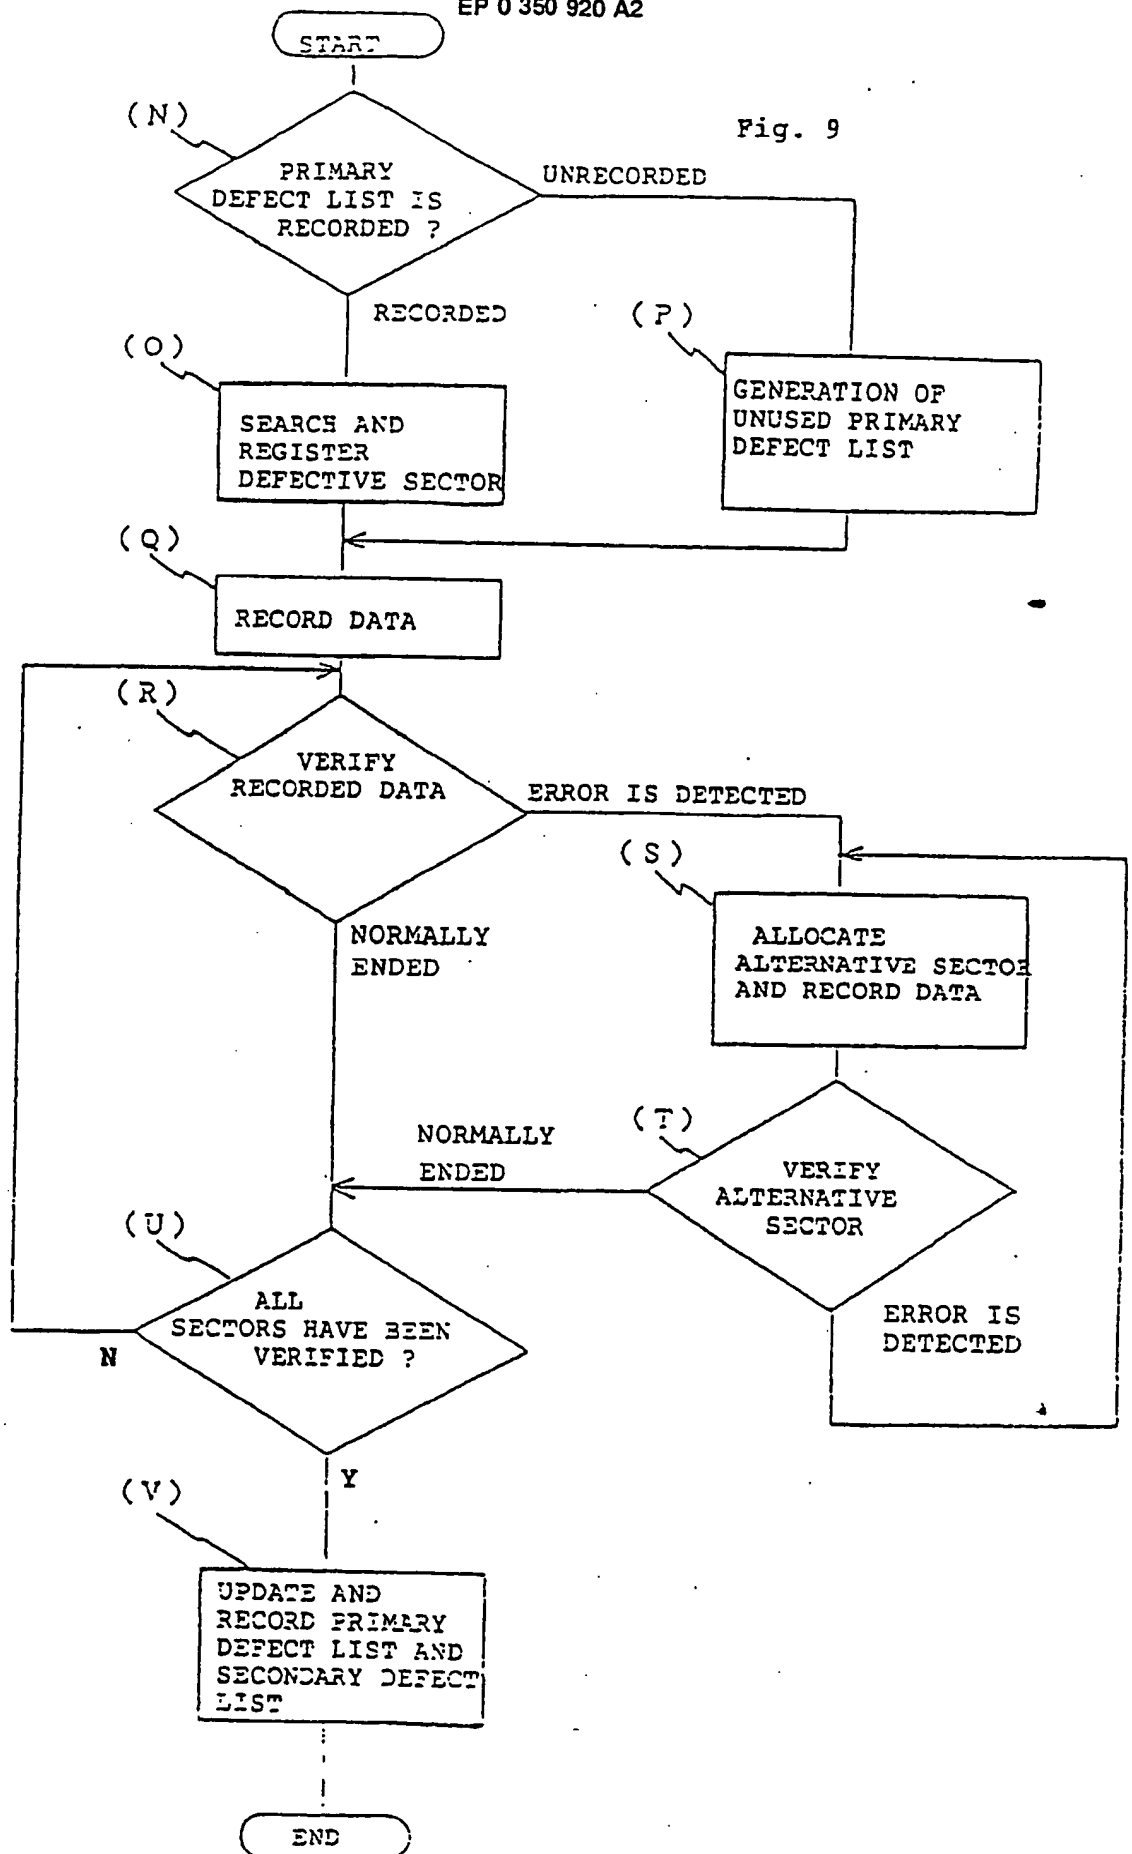 EP 0 350 920 A2
START
Fig. 9
(N)
PRIMARY
DEFECT LIST IS
RECORDED ?
UNRECORDED
RECORDED
(O)
SEARCH AND
REGISTER
DEFECTIVE SECTOR
(P)
GENERATION OF
UNUSED PRIMARY
DEFECT LIST
(Q)
RECORD DATA
(R)
VERIFY
RECORDED DATA
ERROR IS DETECTED
NORMALLY
ENDED
(S)
ALLOCATE
ALTERNATIVE SECTOR
AND RECORD DATA
(T)
VERIFY
ALTERNATIVE
SECTOR
NORMALLY
ENDED
ERROR IS
DETECTED
(U)
ALL
SECTORS HAVE BEEN
VERIFIED ?
N
Y
(V)
UPDATE AND
RECORD PRIMARY
DEFECT LIST AND
SECONDARY DEFECT
LIST
END